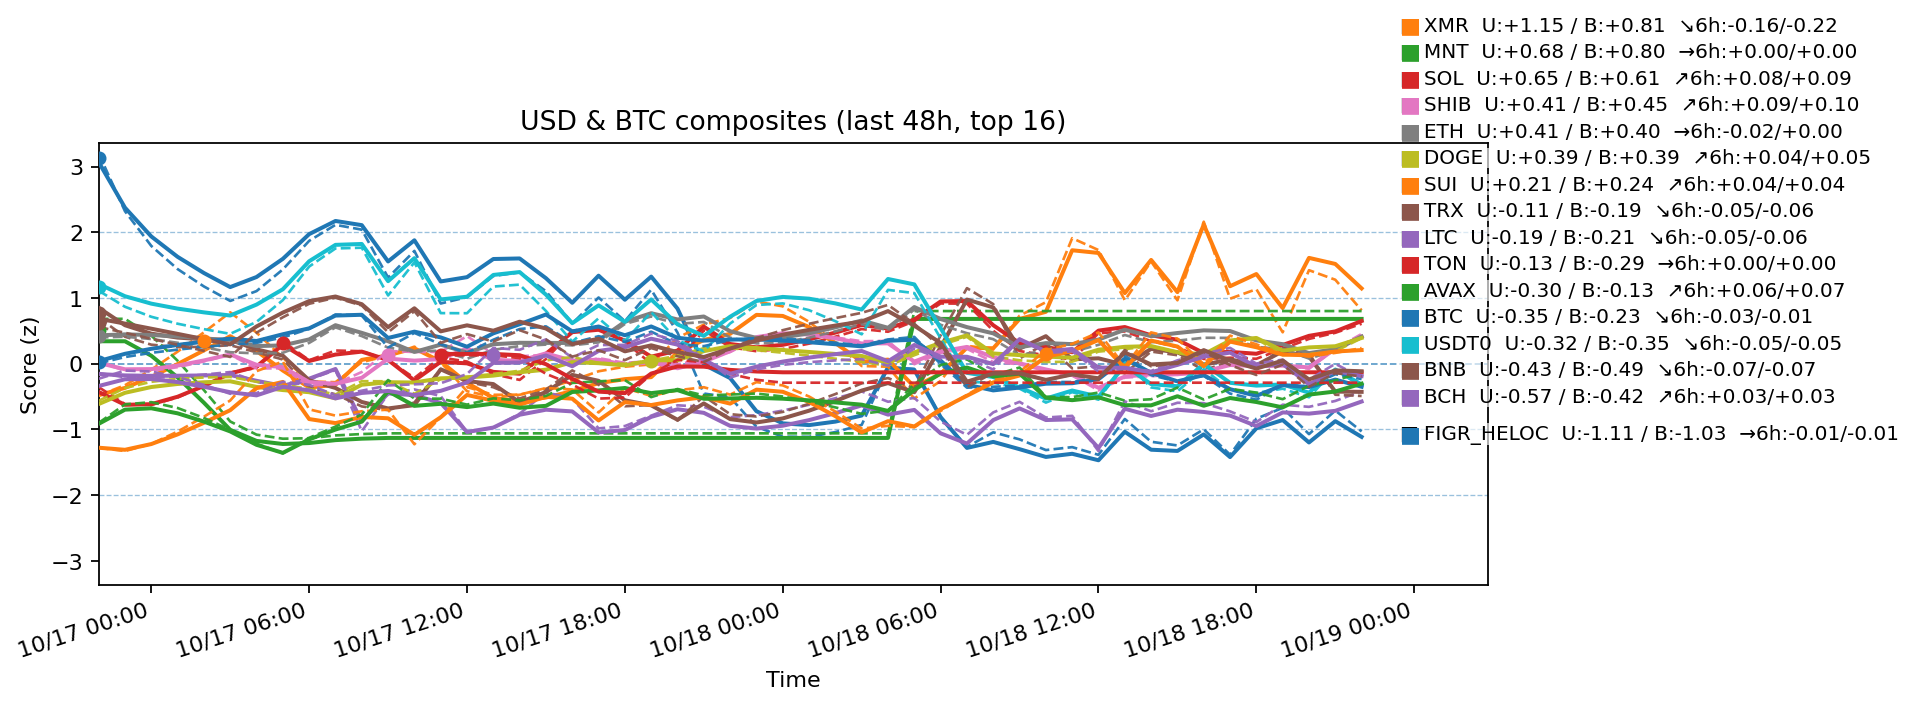 XMR  U:+1.15 / B:+0.81  ↘6h:-0.16/-0.22
MNT  U:+0.68 / B:+0.80  →6h:+0.00/+0.00
SOL  U:+0.65 / B:+0.61  ↗6h:+0.08/+0.09
SHIB  U:+0.41 / B:+0.45  ↗6h:+0.09/+0.10
USD & BTC composites (last 48h, top 16)
ETH  U:+0.41 / B:+0.40  →6h:-0.02/+0.00
DOGE  U:+0.39 / B:+0.39  ↗6h:+0.04/+0.05
SUI  U:+0.21 / B:+0.24  ↗6h:+0.04/+0.04
TRX  U:-0.11 / B:-0.19  ↘6h:-0.05/-0.06
LTC  U:-0.19 / B:-0.21  ↘6h:-0.05/-0.06
TON  U:-0.13 / B:-0.29  →6h:+0.00/+0.00
AVAX  U:-0.30 / B:-0.13  ↗6h:+0.06/+0.07
BTC  U:-0.35 / B:-0.23  ↘6h:-0.03/-0.01
USDT0  U:-0.32 / B:-0.35  ↘6h:-0.05/-0.05
BNB  U:-0.43 / B:-0.49  ↘6h:-0.07/-0.07
BCH  U:-0.57 / B:-0.42  ↗6h:+0.03/+0.03
FIGR_HELOC  U:-1.11 / B:-1.03  →6h:-0.01/-0.01
Score (z)
3
2
1
0
−1
−2
−3
10/17 00:00
10/17 06:00
10/17 12:00
10/17 18:00
10/18 00:00
10/18 06:00
10/18 12:00
10/18 18:00
10/19 00:00
Time